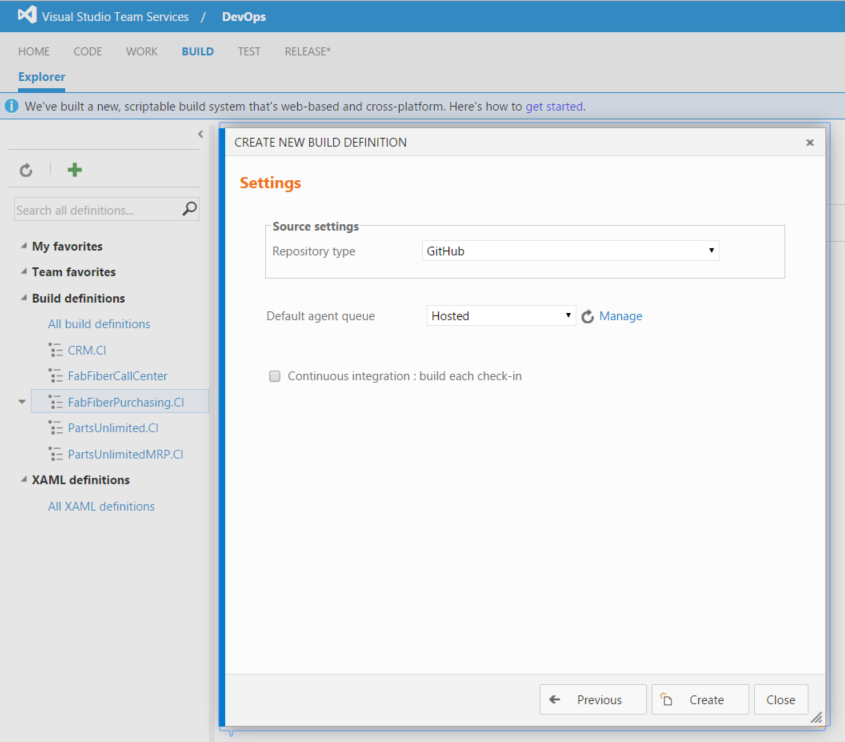 Visual Studio Team Services / DevOps
HOME CODE WORK BUILD TEST RELEASE*
Explorer
We've built a new, scriptable build system that's web-based and cross-platform. Here's how to get started.
Search all definitions...
My favorites
Team favorites
Build definitions
All build definitions
CRM.CI
FabFiberCallCenter
FabFiberPurchasing.CI
PartsUnlimited.CI
PartsUnlimitedMRP.CI
XAML definitions
All XAML definitions
CREATE NEW BUILD DEFINITION
Settings
Source settings
Repository type GitHub
Default agent queue Hosted Manage
Continuous integration : build each check-in
Previous Create Close